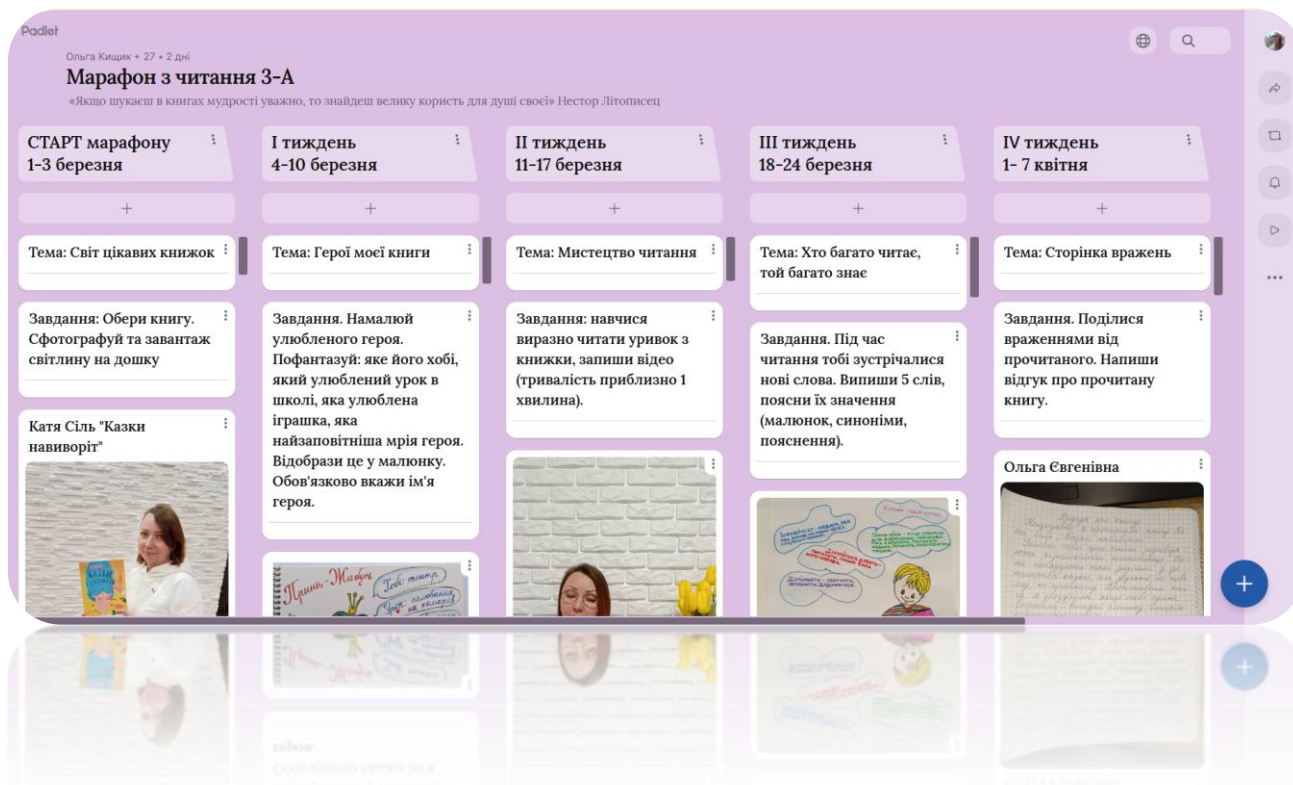 Padlet
Ольга Кищик + 27 • 2 дні
Марафон з читання 3-А
«Якщо шукаєш в книгах мудрості уважно, то знайдеш велику користь для душі своєї» Нестор Літописец
СТАРТ марафону
1-3 березня
Тема: Світ цікавих книжок
Завдання: Обери книгу.
Сфотографуй та завантаж
світлину на дошку
Катя Сіль "Казки
навиворіт"
І тиждень
4-10 березня
Тема: Герої моєї книги
Завдання. Намалюй
улюбленого героя.
Пофантазуй: яке його хобі,
який улюблений урок в
школі, яка улюблена
іграшка, яка
найзаповітніша мрія героя.
Відобрази це у малюнку.
Обов'язково вкажи ім'я
героя.
ІІ тиждень
11-17 березня
Тема: Мистецтво читання
Завдання: навчися
виразно читати уривок з
книжки, запиши відео
(тривалість приблизно 1
хвилина).
ІІІ тиждень
18-24 березня
Тема: Хто багато читає,
той багато знає
Завдання. Під час
читання тобі зустрічалися
нові слова. Випиши 5 слів,
поясни їх значення
(малюнок, синоніми,
пояснення).
IV тиждень
1- 7 квітня
Тема: Сторінка вражень
Завдання. Поділися
враженнями від
прочитаного. Напиши
відгук про прочитану
книгу.
Ольга Євгенівна